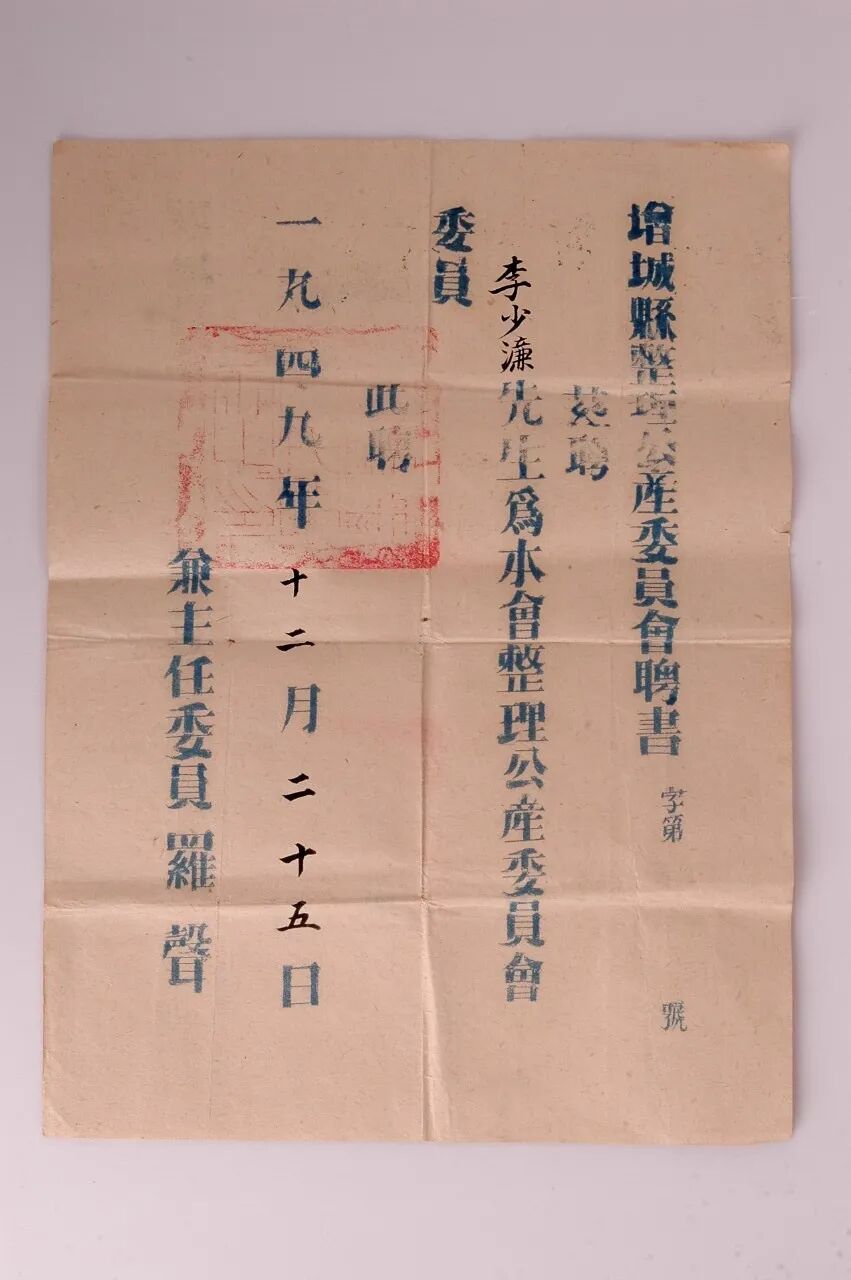 增城縣整理公産委員會聘書 字第 號
茲聘
李少濂先生爲本會整理公産委員會
委員
此聘
一九四九年十二月二十五日
兼主任委員羅聲